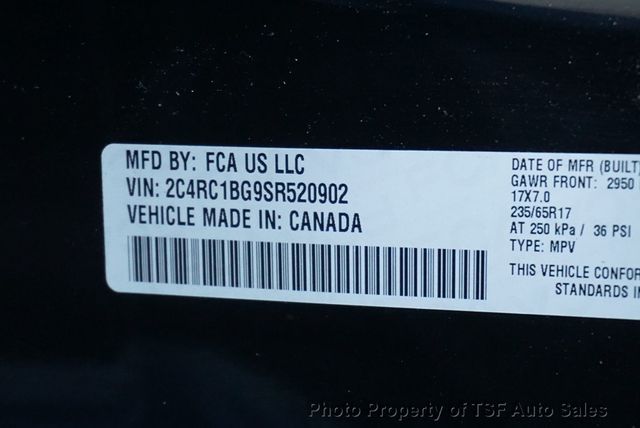 MFD BY: FCA US LLC
VIN: 2C4RC1BG9SR520902
VEHICLE MADE IN: CANADA
DATE OF MFR (BUILT)
GAWR FRONT: 2950
17X7.0
235/65R17
AT 250 kPa / 36 PSI
TYPE: MPV
THIS VEHICLE
STANDARDS
Photo Property of TSF Auto Sales